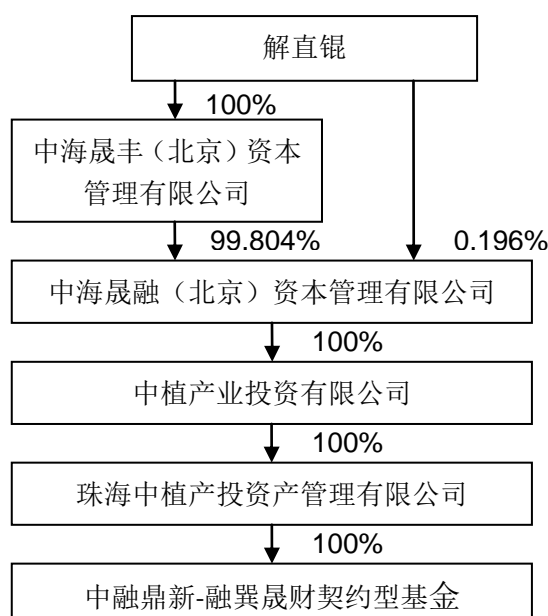 解直锟
100%
中海晟丰（北京）资本
管理有限公司
99.804%
0.196%
中海晟融（北京）资本管理有限公司
100%
中植产业投资有限公司
100%
珠海中植产投资产管理有限公司
100%
中融鼎新-融巽晟财契约型基金